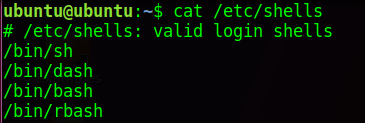 ubuntu@ubuntu:~$ cat /etc/shells
# /etc/shells: valid login shells
/bin/sh
/bin/dash
/bin/bash
/bin/rbash